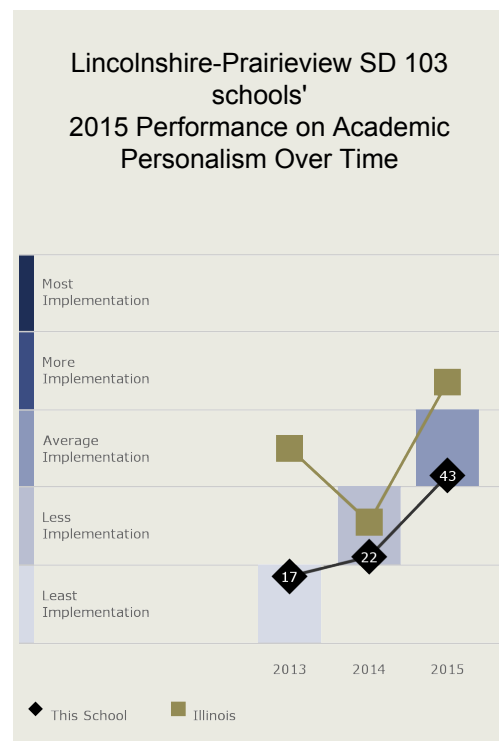 Lincolnshire-Prairieview SD 103
schools'
2015 Performance on Academic
Personalism Over Time
Most
Implementation
More
Implementation
Average
Implementation
43
Less
Implementation
22
17
Least
Implementation
2013 2014 2015
This School Illinois